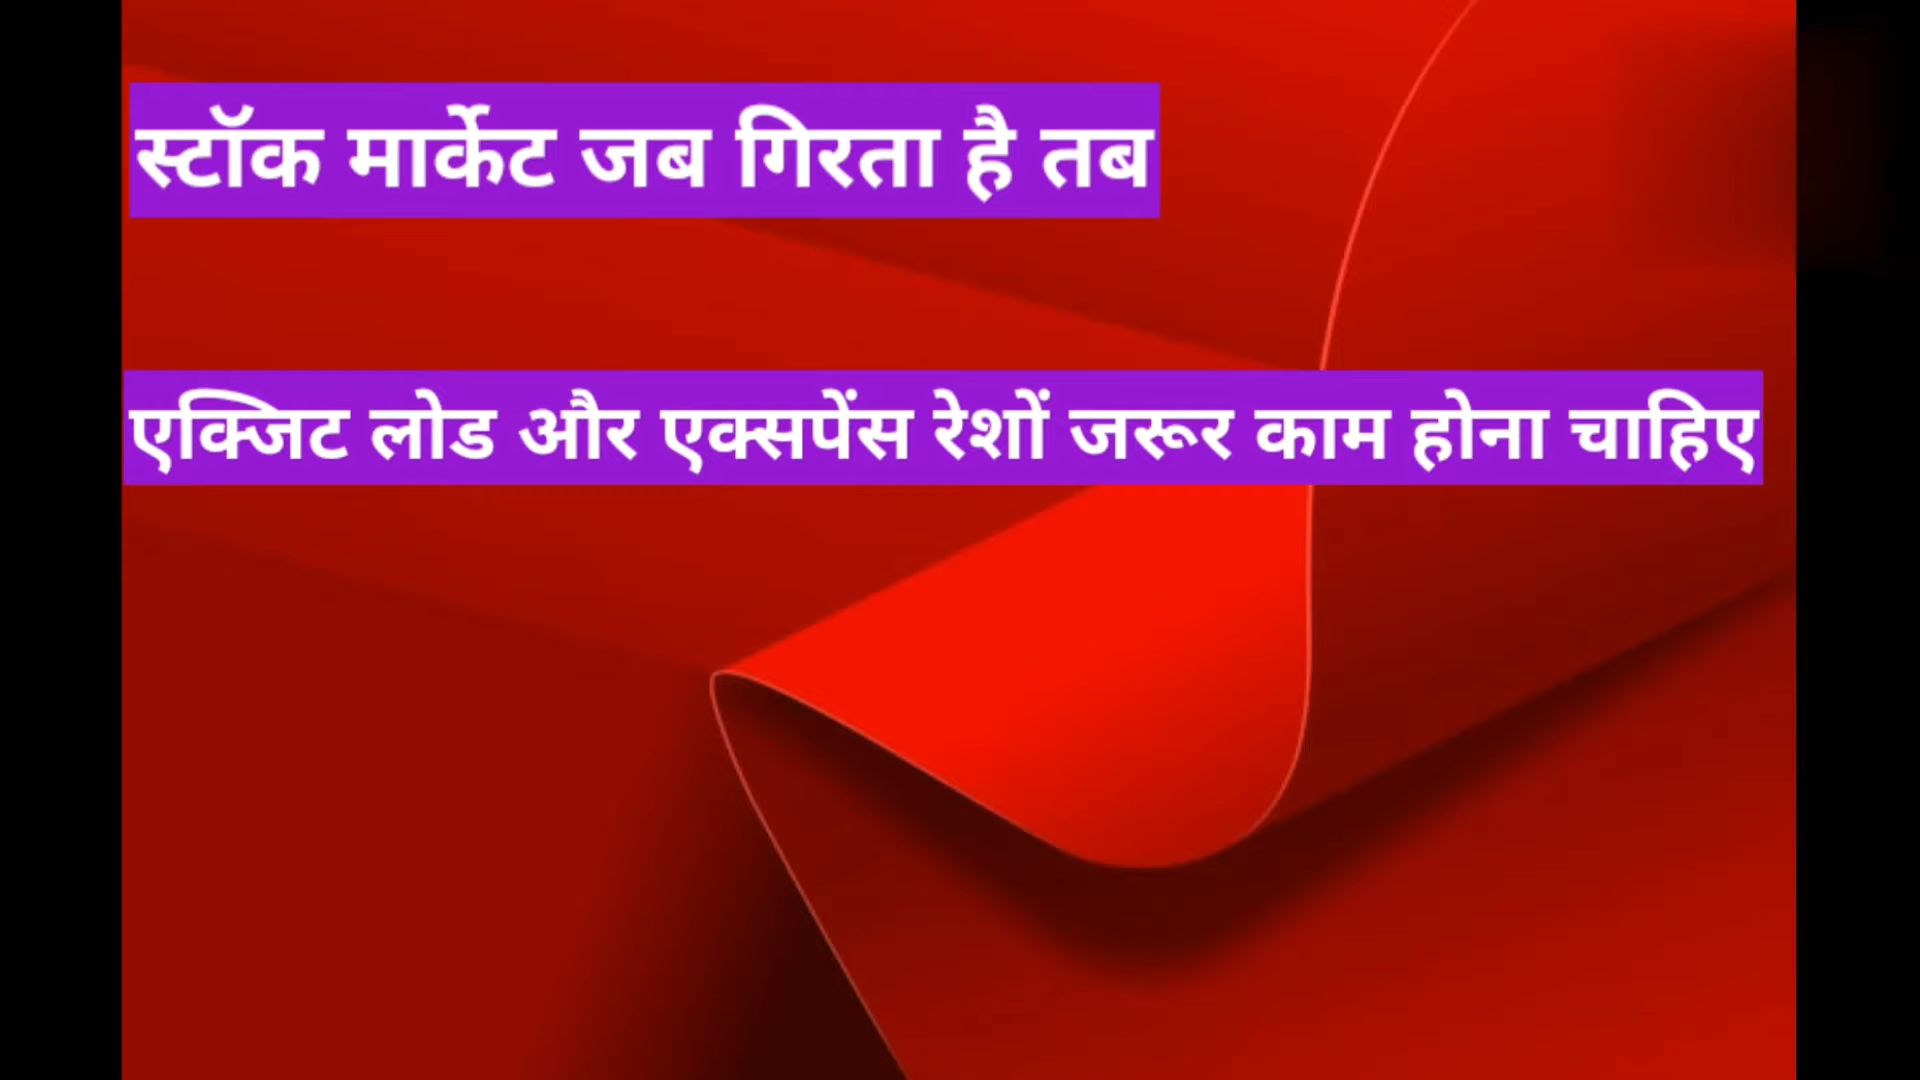 स्टॉक मार्केट जब गिरता है तब
एक्जिट लोड और एक्सपेंस रेशों जरूर काम होना चाहिए